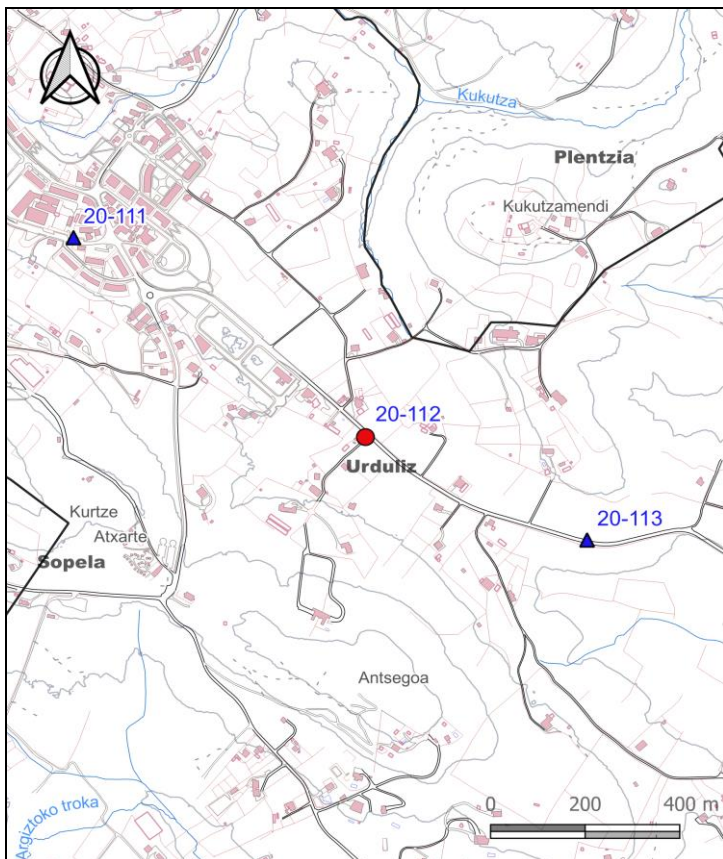 Kukutza
Plentzia
Kukutzamendi
20-111
20-112
Urduliz
Kurtze
Atxarte
Sopela
20-113
Antsegoa
Argiztoko troka
0 200 400 m